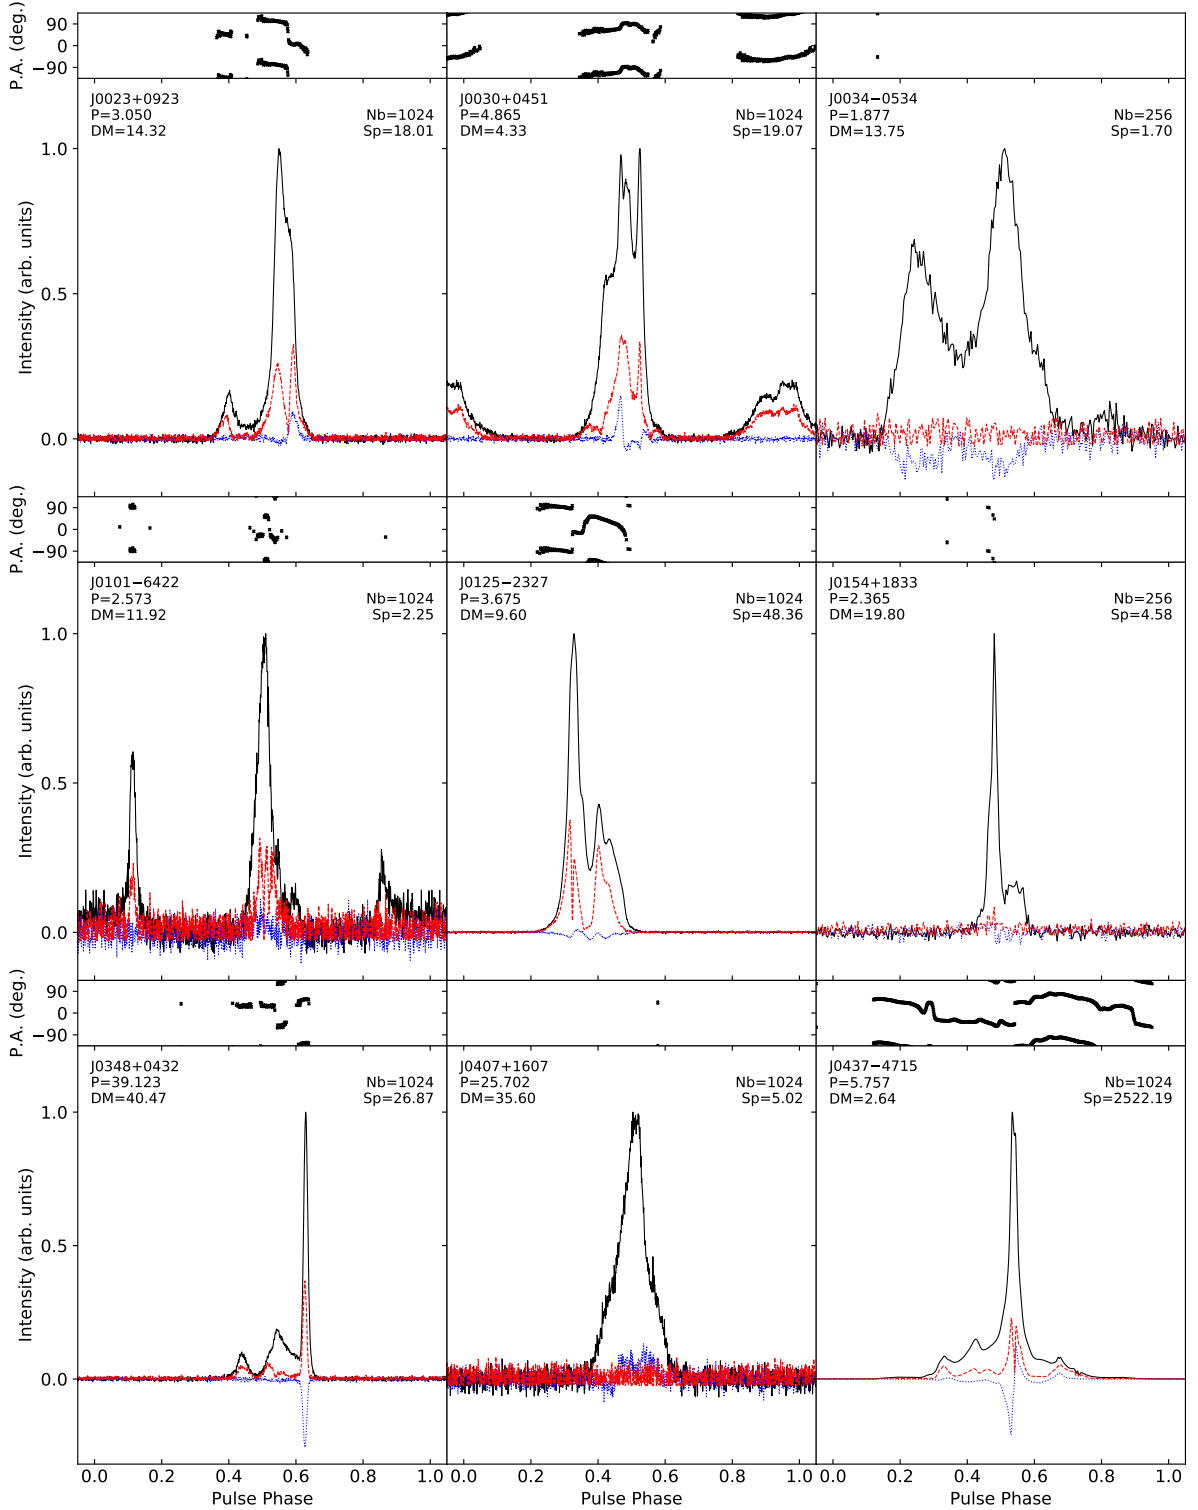 P.A. (deg.)
90
0
−90
J0023+0923
P=3.050
DM=14.32
Nb=1024
Sp=18.01
J0030+0451
P=4.865
DM=4.33
Nb=1024
Sp=19.07
J0034−0534
P=1.877
DM=13.75
Nb=256
Sp=1.70
Intensity (arb. units)
1.0
0.5
0.0
P.A. (deg.)
90
0
−90
J0101−6422
P=2.573
DM=11.92
Nb=1024
Sp=2.25
J0125−2327
P=3.675
DM=9.60
Nb=1024
Sp=48.36
J0154+1833
P=2.365
DM=19.80
Nb=256
Sp=4.58
Intensity (arb. units)
1.0
0.5
0.0
P.A. (deg.)
90
0
−90
J0348+0432
P=39.123
DM=40.47
Nb=1024
Sp=26.87
J0407+1607
P=25.702
DM=35.60
Nb=1024
Sp=5.02
J0437−4715
P=5.757
DM=2.64
Nb=1024
Sp=2522.19
Intensity (arb. units)
1.0
0.5
0.0
0.0 0.2 0.4 0.6 0.8 1.0
0.0 0.2 0.4 0.6 0.8 1.0
0.0 0.2 0.4 0.6 0.8 1.0
Pulse Phase
Pulse Phase
Pulse Phase